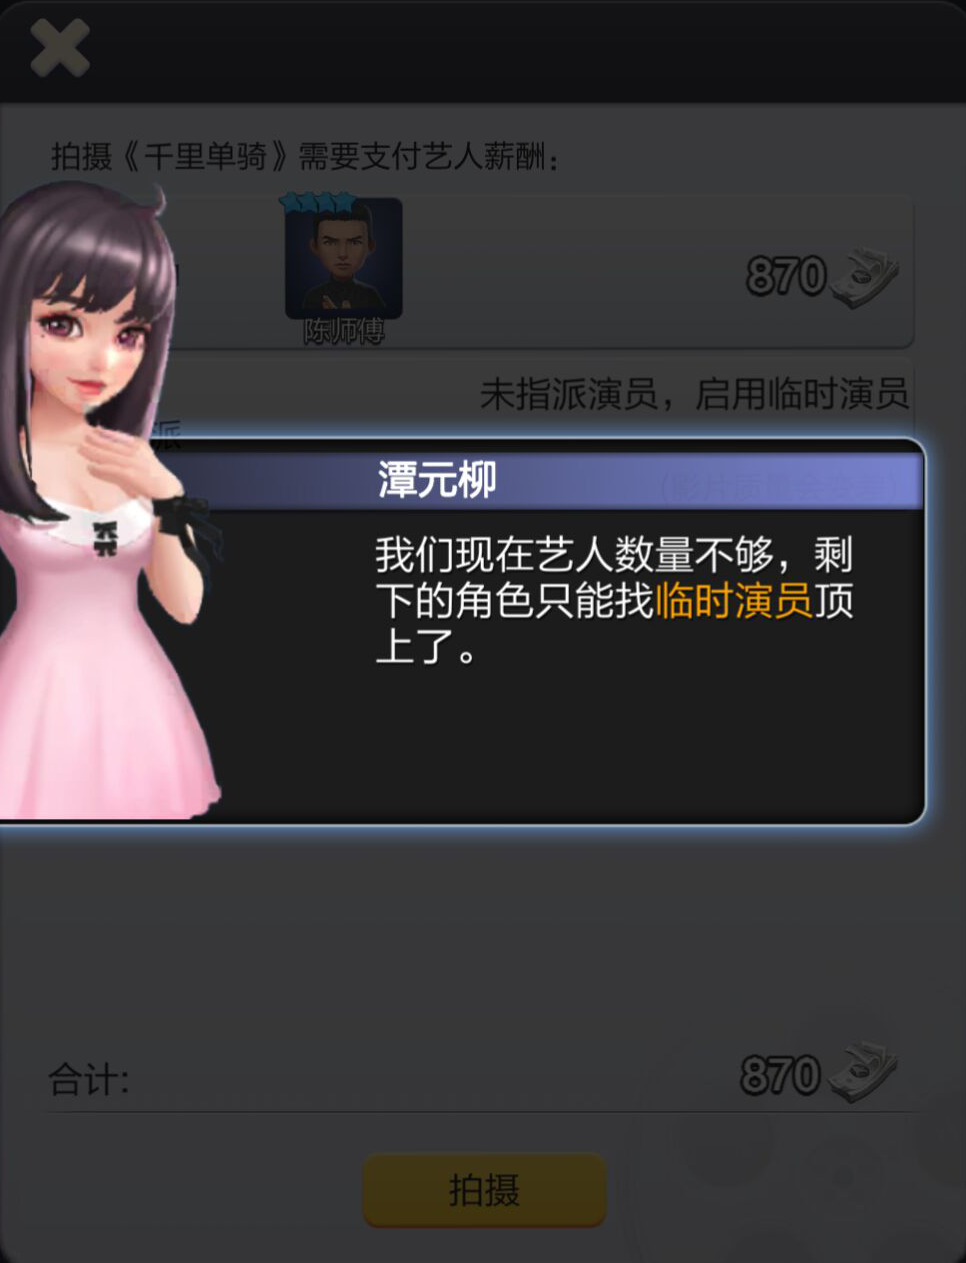 拍摄《千里单骑》需要支付艺人薪酬：
870
陈师傅
未指派演员，启用临时演员
派
潭元柳
我们现在艺人数量不够，剩
下的角色只能找临时演员顶
上了。
合计：
870
拍摄